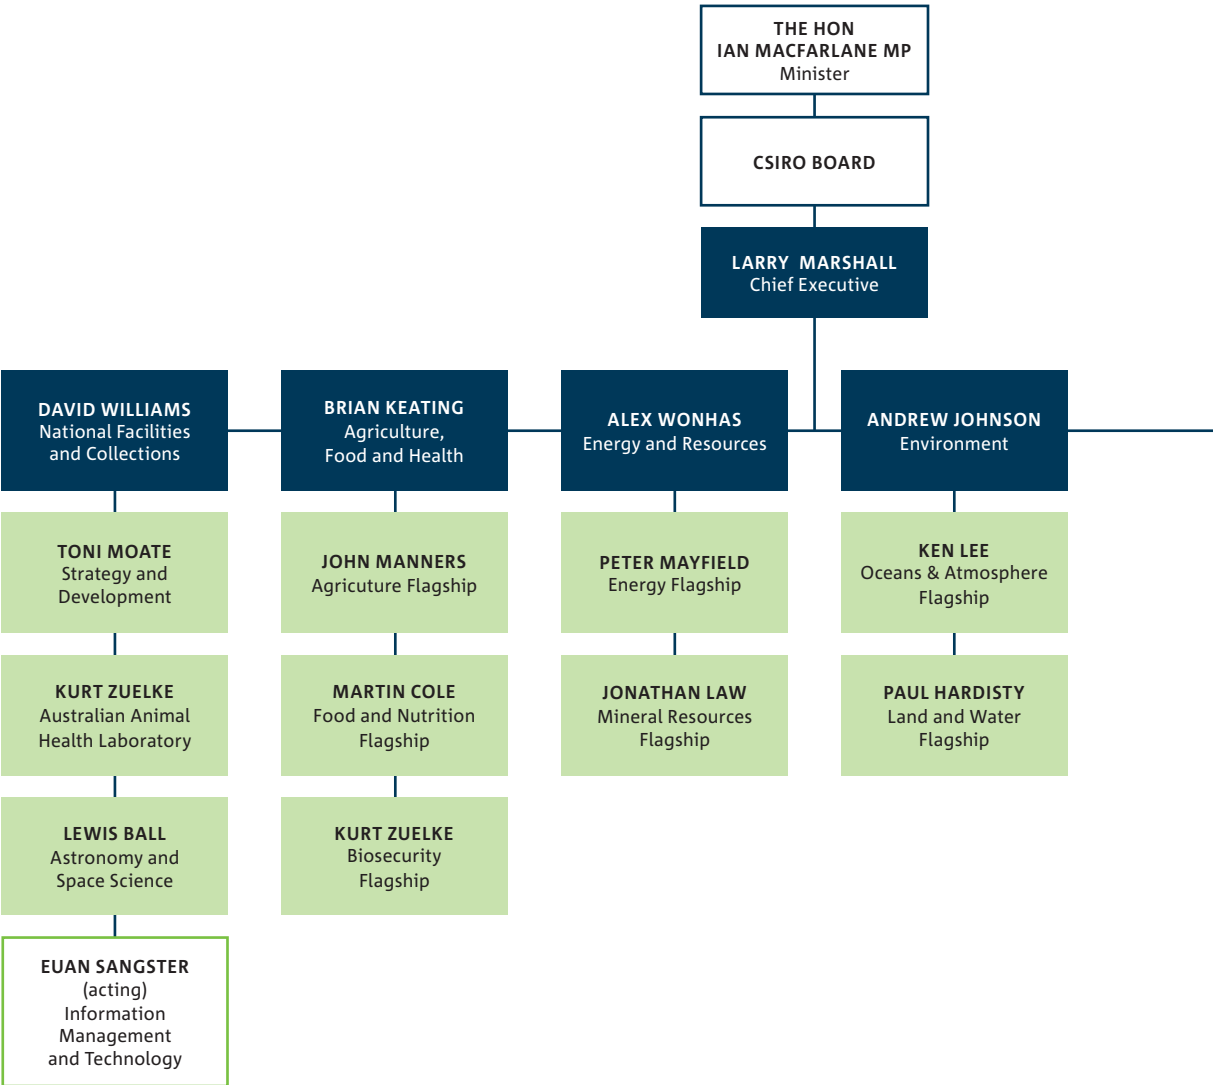 THE HON
IAN MACFARLANE MP
Minister
CSIRO BOARD
LARRY MARSHALL
Chief Executive
DAVID WILLIAMS
National Facilities
and Collections
BRIAN KEATING
Agriculture,
Food and Health
ALEX WONHAS
Energy and Resources
ANDREW JOHNSON
Environment
TONI MOATE
Strategy and
Development
JOHN MANNERS
Agricuture Flagship
PETER MAYFIELD
Energy Flagship
KEN LEE
Oceans & Atmosphere
Flagship
KURT ZUELKE
Australian Animal
Health Laboratory
MARTIN COLE
Food and Nutrition
Flagship
JONATHAN LAW
Mineral Resources
Flagship
PAUL HARDISTY
Land and Water
Flagship
LEWIS BALL
Astronomy and
Space Science
KURT ZUELKE
Biosecurity
Flagship
EUAN SANGSTER
(acting)
Information
Management
and Technology